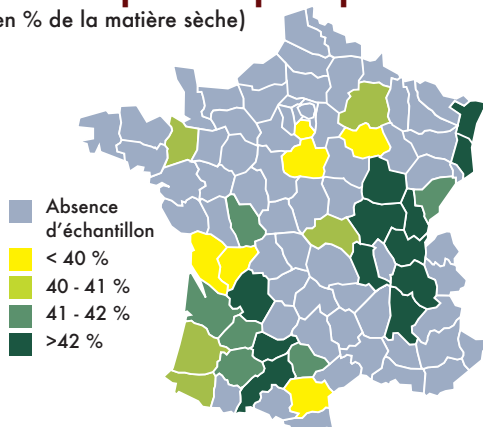 en % de la matière sèche)
Absence
d'échantillon
< 40 %
40 - 41 %
41 - 42 %
>42 %